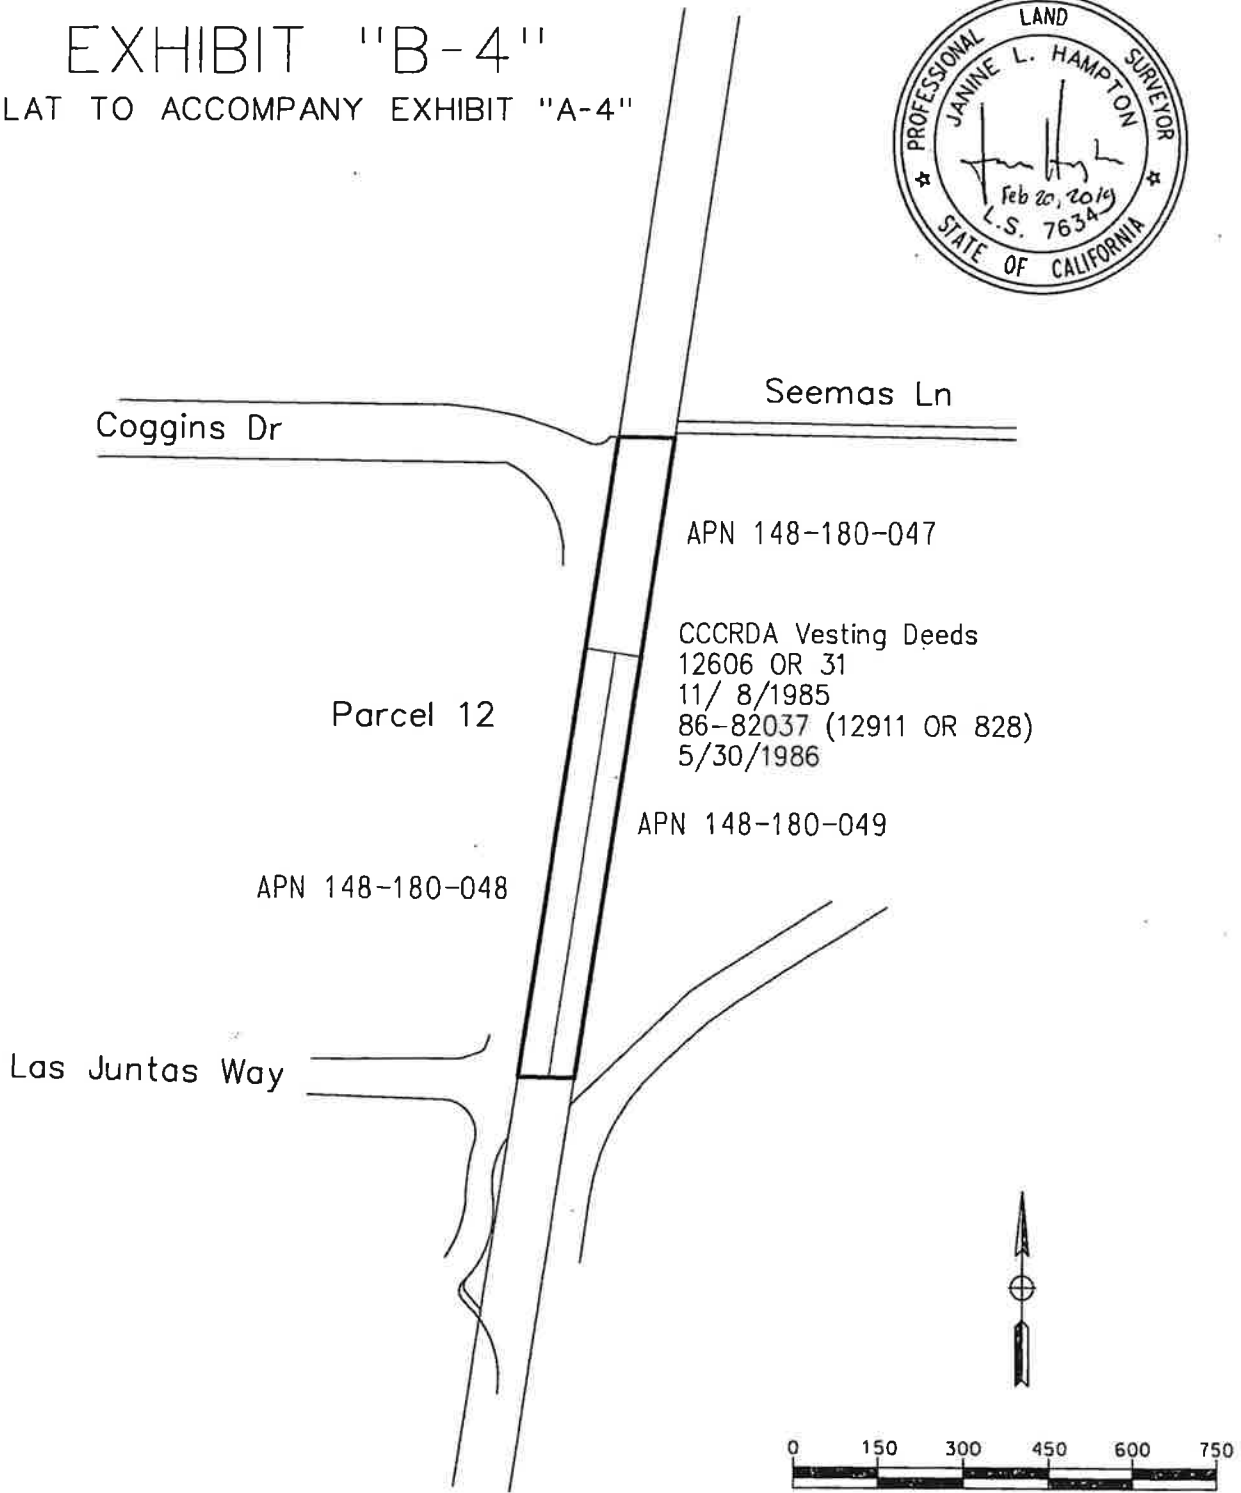 EXHIBIT "B-4"
LAT TO ACCOMPANY EXHIBIT "A-4"
PROFESSIONAL LAND SURVEYOR
JANINE L. HAMPTON
Feb 20, 2019
L.S. 7634
STATE OF CALIFORNIA
Seemas Ln
Coggins Dr
APN 148-180-047
CCCRDA Vesting Deeds
12606 OR 31
11/ 8/1985
86-82037 (12911 OR 828)
5/30/1986
Parcel 12
APN 148-180-049
APN 148-180-048
Las Juntas Way
0 150 300 450 600 750